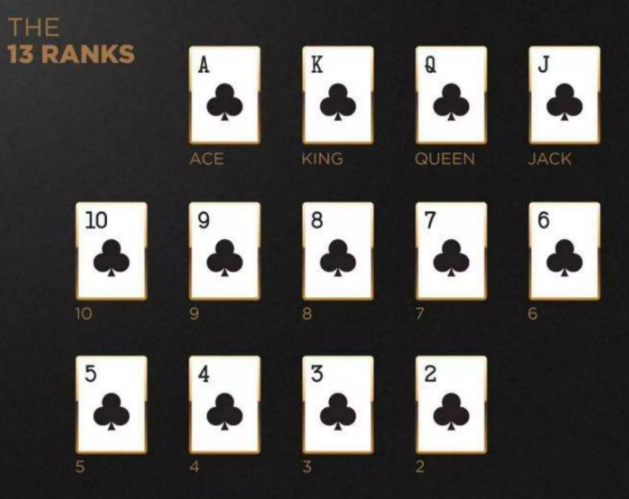 THE
13 RANKS
A K Q J
ACE KING QUEEN JACK
10 9 8 7 6
10 9 8 7 6
5 4 3 2
5 4 3 2